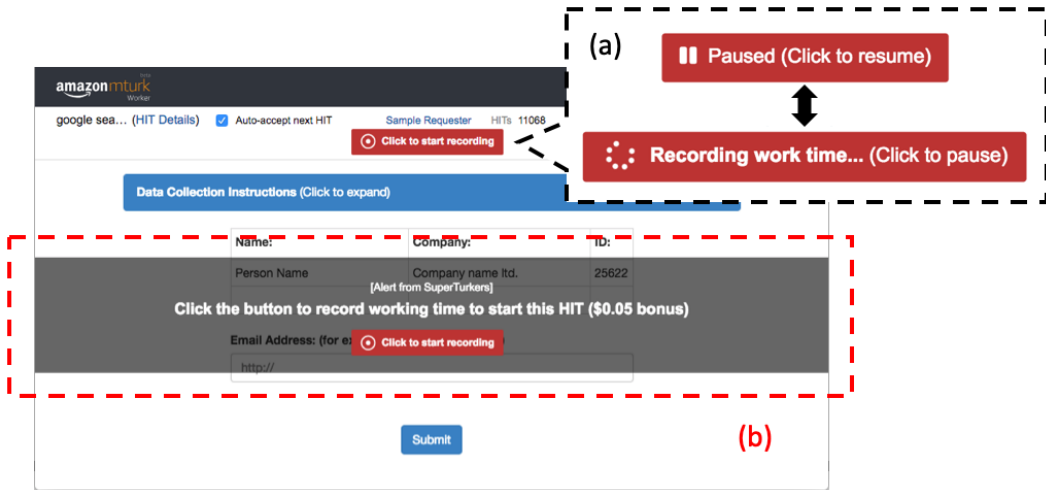 (a)
Paused (Click to resume)
Recording work time... (Click to pause)
beta
amazon mturk
Worker
google sea... (HIT Details) Auto-accept next HIT Sample Requester HITs 11068
Click to start recording
Data Collection Instructions (Click to expand)
Name: Company: ID:
Person Name Company name ltd. 25622
[Alert from SuperTurkers]
Click the button to record working time to start this HIT ($0.05 bonus)
Email Address: (for ex
Click to start recording
http://
Submit
(b)